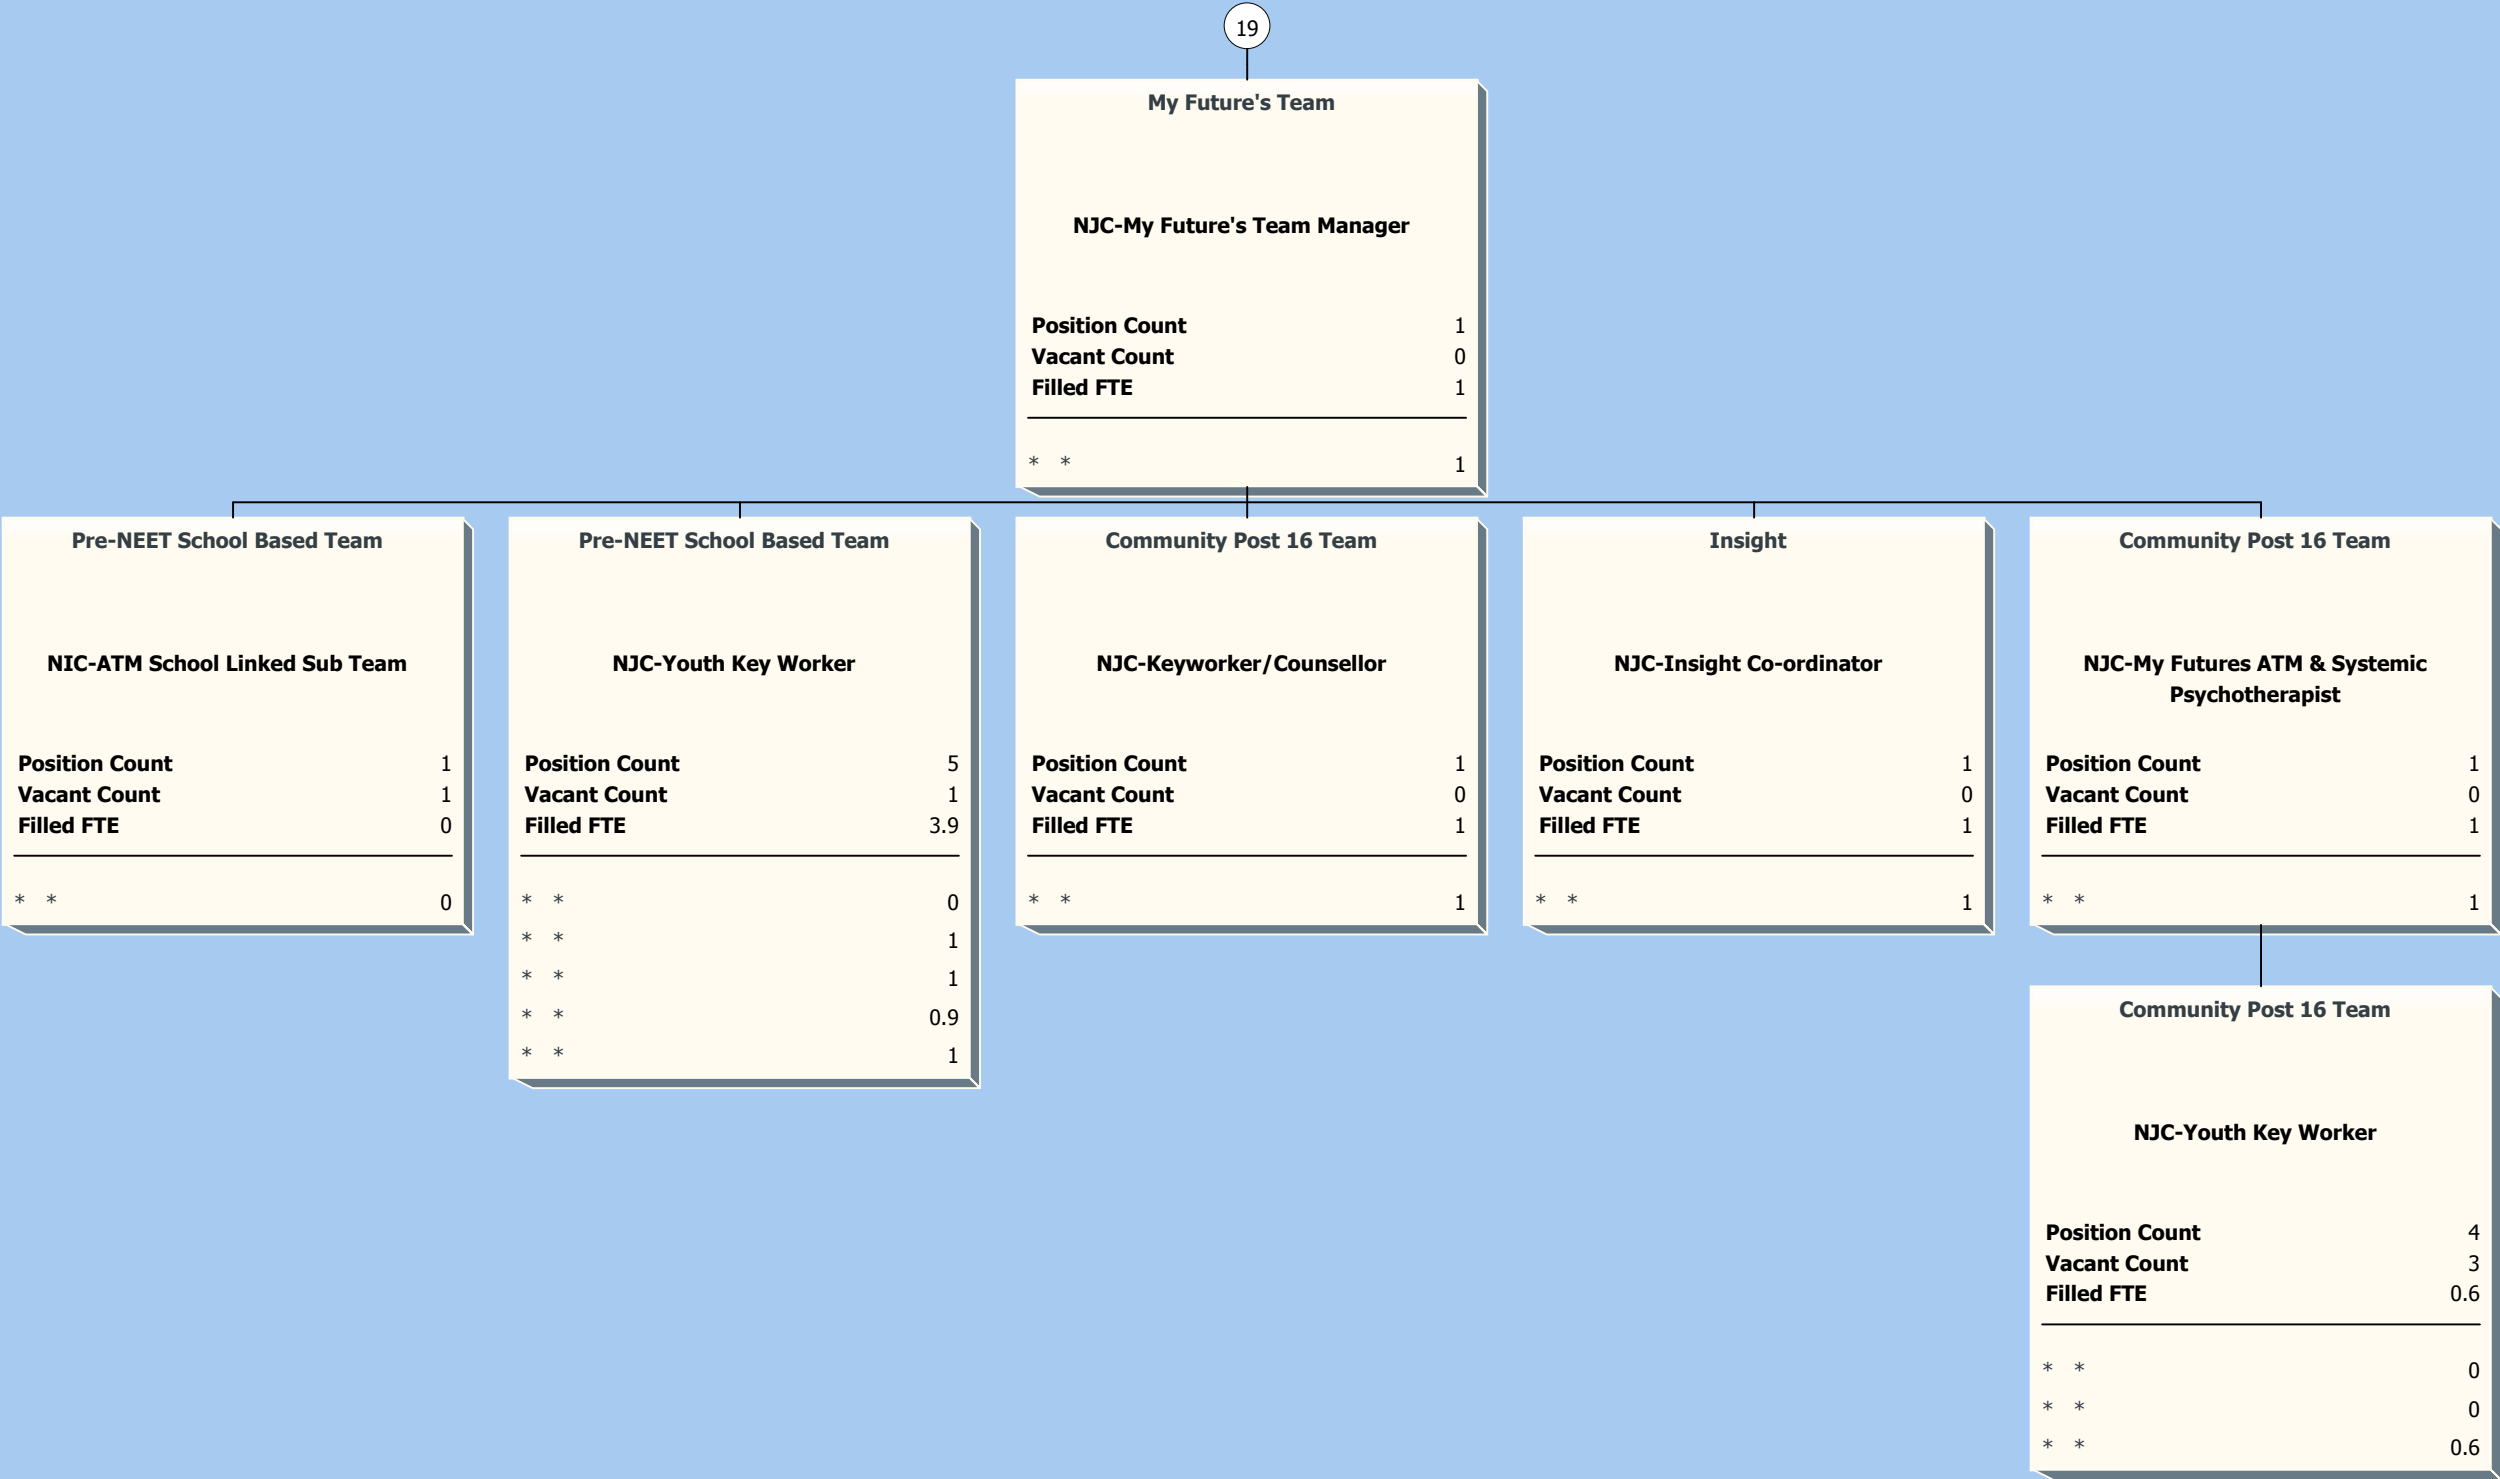 19
My Future's Team
NJC-My Future's Team Manager
Position Count 1
Vacant Count 0
Filled FTE 1
* * 1
Pre-NEET School Based Team
NIC-ATM School Linked Sub Team
Position Count 1
Vacant Count 1
Filled FTE 0
* * 0
Pre-NEET School Based Team
NJC-Youth Key Worker
Position Count 5
Vacant Count 1
Filled FTE 3.9
* * 0
* * 1
* * 1
* * 0.9
* * 1
Community Post 16 Team
NJC-Keyworker/Counsellor
Position Count 1
Vacant Count 0
Filled FTE 1
* * 1
Insight
NJC-Insight Co-ordinator
Position Count 1
Vacant Count 0
Filled FTE 1
* * 1
Community Post 16 Team
NJC-My Futures ATM & Systemic
Psychotherapist
Position Count 1
Vacant Count 0
Filled FTE 1
* * 1
Community Post 16 Team
NJC-Youth Key Worker
Position Count 4
Vacant Count 3
Filled FTE 0.6
* * 0
* * 0
* * 0.6